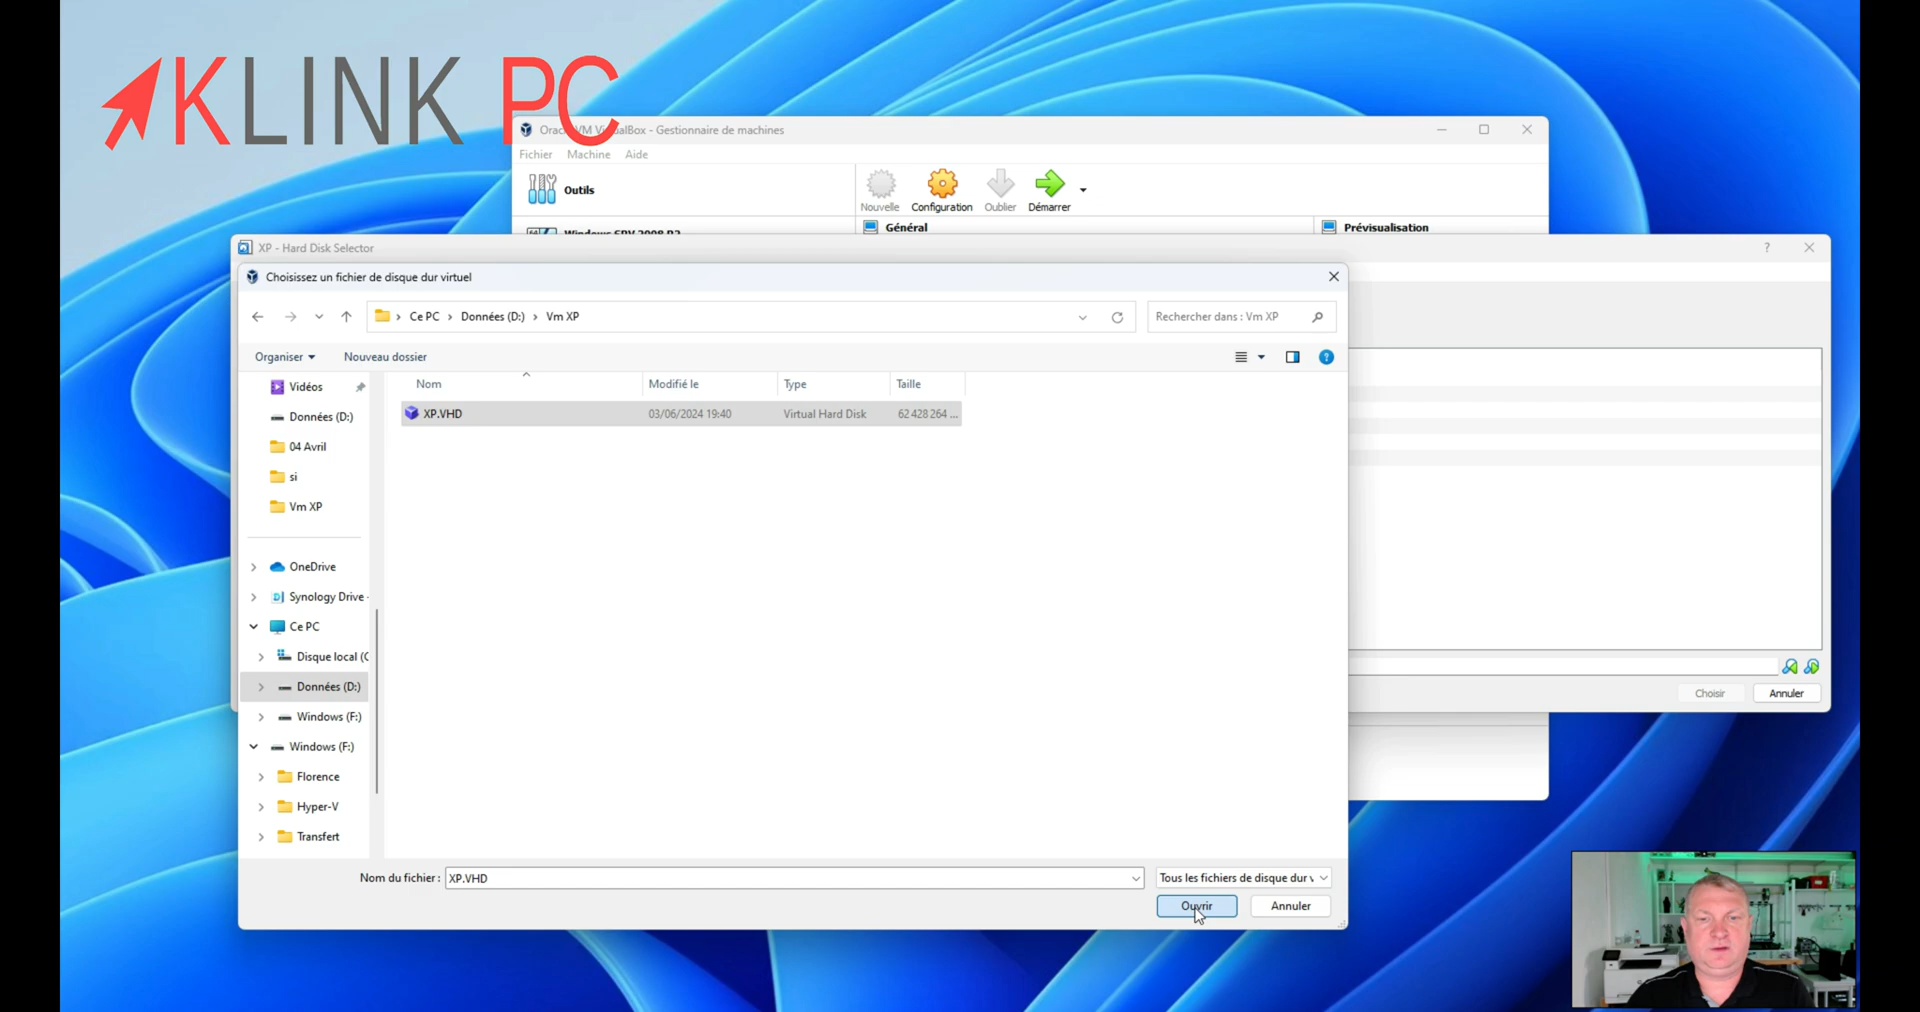 KLINK PC
Oracle VM VirtualBox - Gestionnaire de machines
Fichier Machine Aide
Outils
Nouvelle Configuration Oublier Démarrer
Général
Prévisualisation
XP - Hard Disk Selector
Choisissez un fichier de disque dur virtuel
Ce PC > Données (D:) > Vm XP
Rechercher dans : Vm XP
Organiser
Nouveau dossier
Nom Modifié le Type Taille
XP.VHD 03/06/2024 19:40 Virtual Hard Disk 62 428 264 ...
Vidéos
Données (D:)
04 Avril
si
Vm XP
OneDrive
Synology Drive -
Ce PC
Disque local (C
Données (D:)
Windows (F:)
Windows (F:)
Florence
Hyper-V
Transfert
Choisir Annuler
Nom du fichier : XP.VHD
Tous les fichiers de disque dur v
Ouvrir Annuler